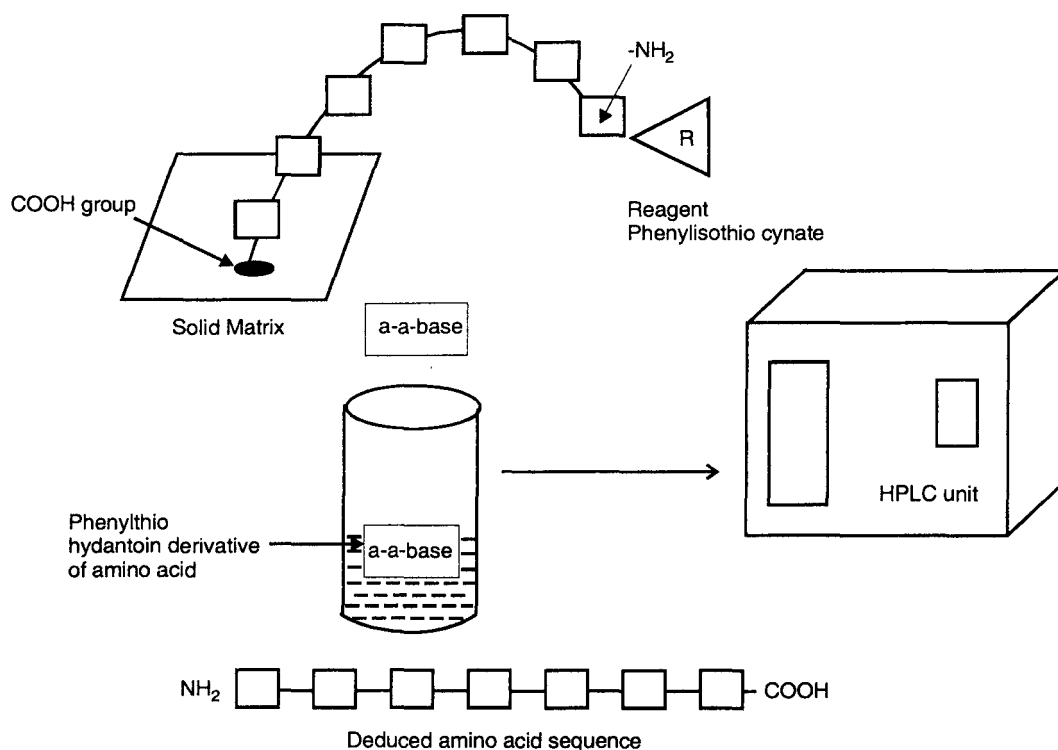 -NH2
R
COOH group
Reagent
Phenylisothio cynate
Solid Matrix
a-a-base
HPLC unit
Phenylthio
hydantoin derivative
of amino acid
a-a-base
NH2
COOH
Deduced amino acid sequence